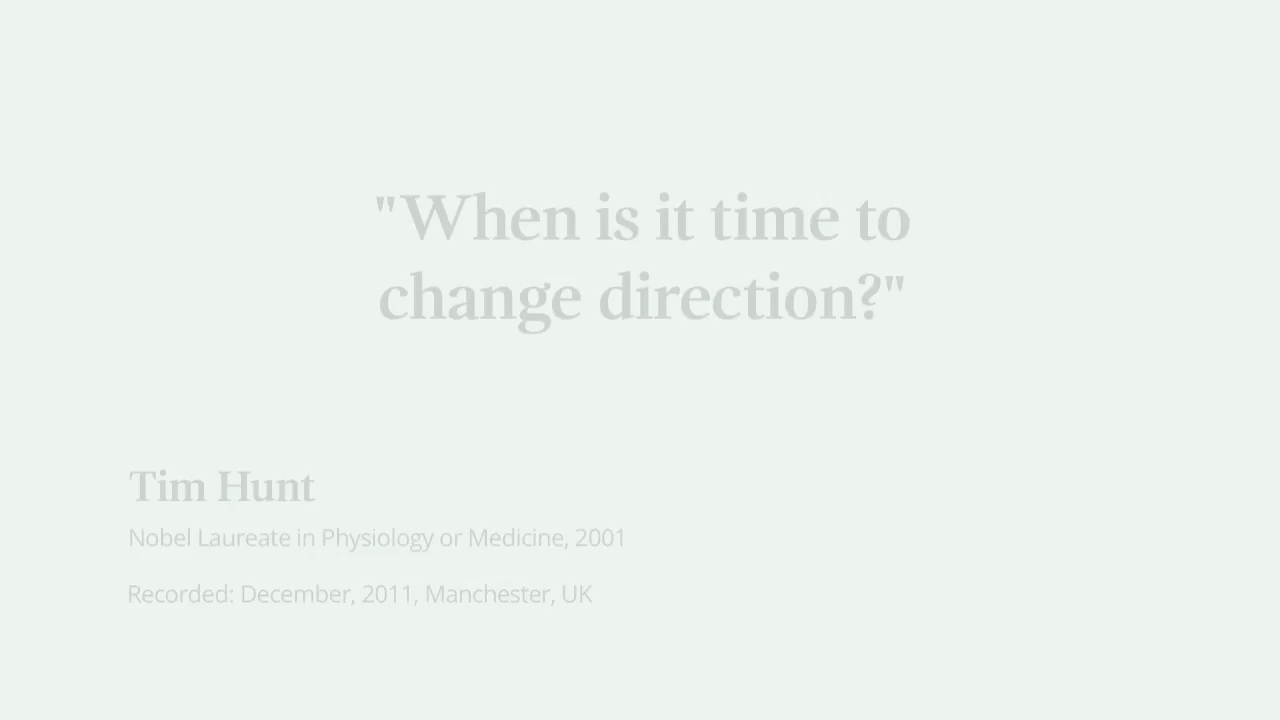 "When is it time to
change direction?"
Tim Hunt
Nobel Laureate in Physiology or Medicine, 2001
Recorded: December, 2011, Manchester, UK